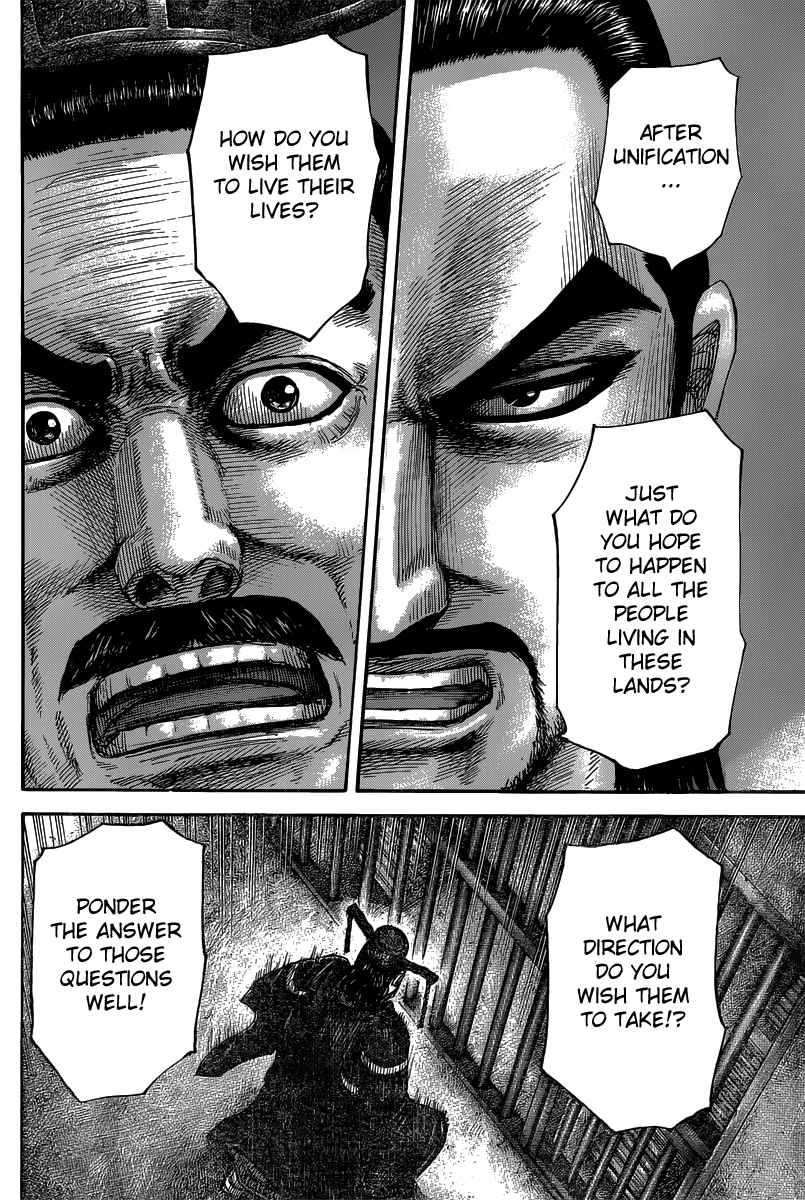 AFTER
UNIFICATION
...
JUST
WHAT DO
YOU HOPE
TO HAPPEN
TO ALL THE
PEOPLE
LIVING IN
THESE
LANDS?
HOW DO YOU
WISH THEM
TO LIVE THEIR
LIVES?
WHAT
DIRECTION
DO YOU
WISH THEM
TO TAKE!?
PONDER
THE ANSWER
TO THOSE
QUESTIONS
WELL!